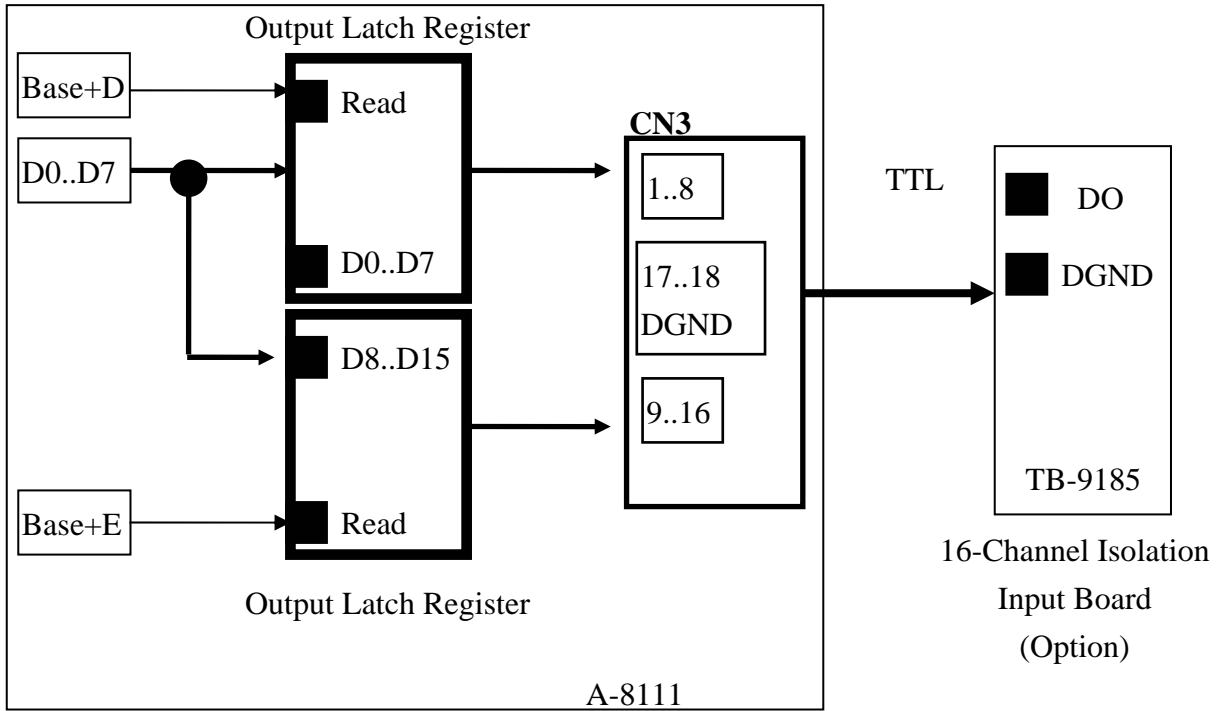 Output Latch Register
Base+D
Read
D0..D7
D0..D7
D8..D15
Base+E
Read
Output Latch Register
CN3
1..8
17..18
DGND
9..16
A-8111
TTL
DO
DGND
TB-9185
16-Channel Isolation
Input Board
(Option)